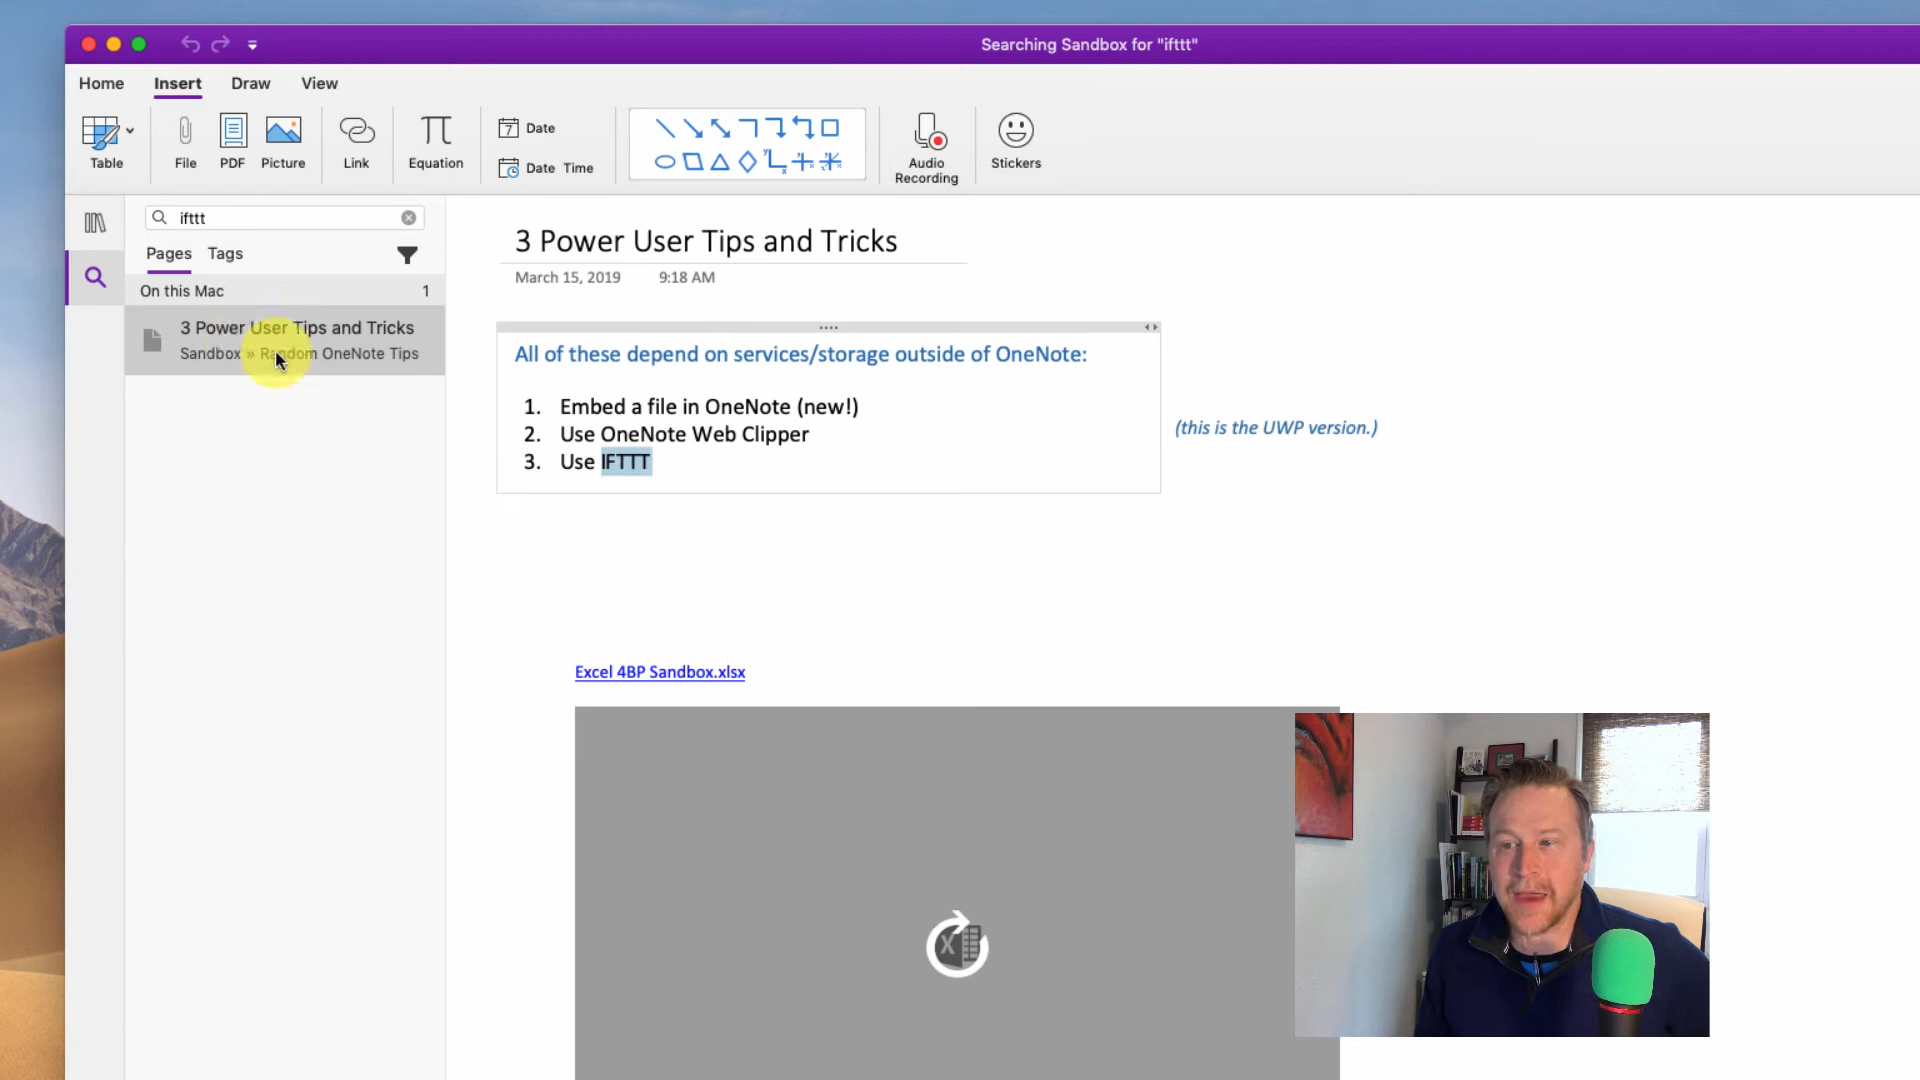 Searching Sandbox for "ifttt"
Home Insert Draw View
Table File PDF Picture Link Equation
Date
Date Time
Audio Recording
Stickers
ifttt
Pages Tags
On this Mac 1
3 Power User Tips and Tricks
Sandbox » Random OneNote Tips
3 Power User Tips and Tricks
March 15, 2019 9:18 AM
All of these depend on services/storage outside of OneNote:
1. Embed a file in OneNote (new!)
2. Use OneNote Web Clipper
3. Use IFTTT
(this is the UWP version.)
Excel 4BP Sandbox.xlsx